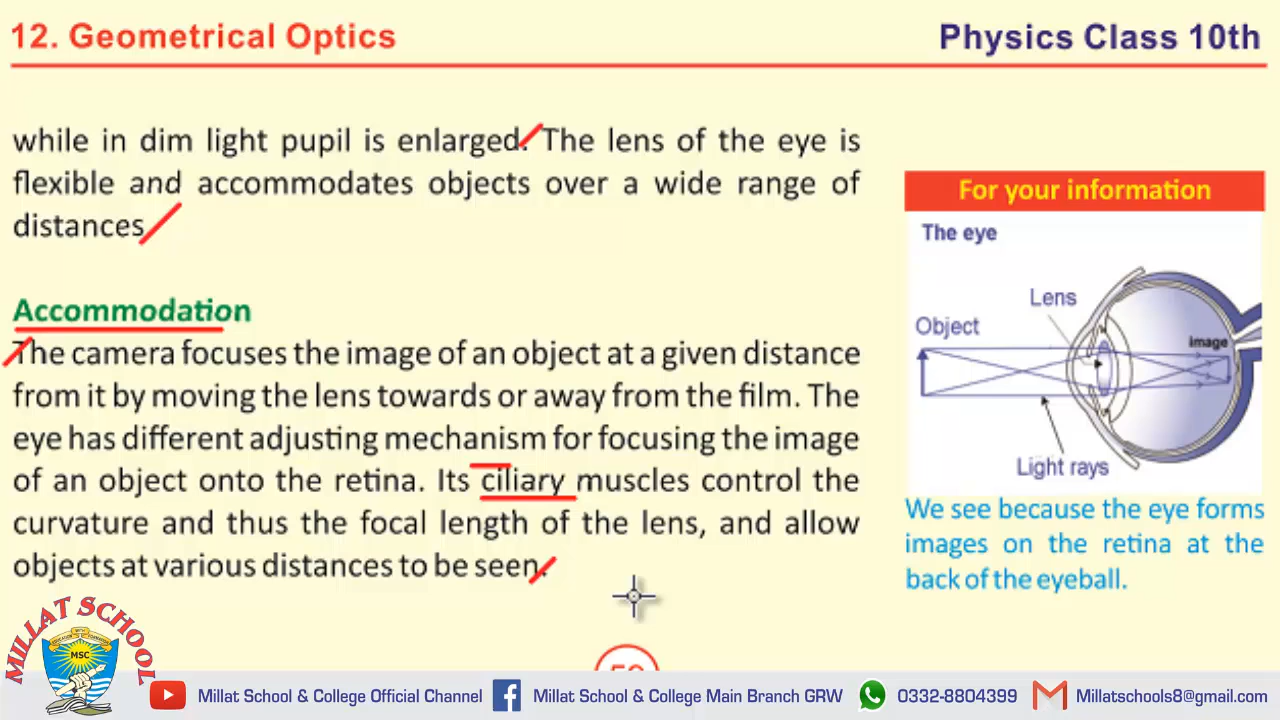 12. Geometrical Optics
Physics Class 10th
while in dim light pupil is enlarged. The lens of the eye is
flexible and accommodates objects over a wide range of
distances
Accommodation
The camera focuses the image of an object at a given distance
from it by moving the lens towards or away from the film. The
eye has different adjusting mechanism for focusing the image
of an object onto the retina. Its ciliary muscles control the
curvature and thus the focal length of the lens, and allow
objects at various distances to be seen.
For your information
The eye
Lens
Object
image
Light rays
We see because the eye forms
images on the retina at the
back of the eyeball.
MILLAT SCHOOL
MSC
Millat School & College Official Channel
Millat School & College Main Branch GRW
0332-8804399
Millatschools8@gmail.com